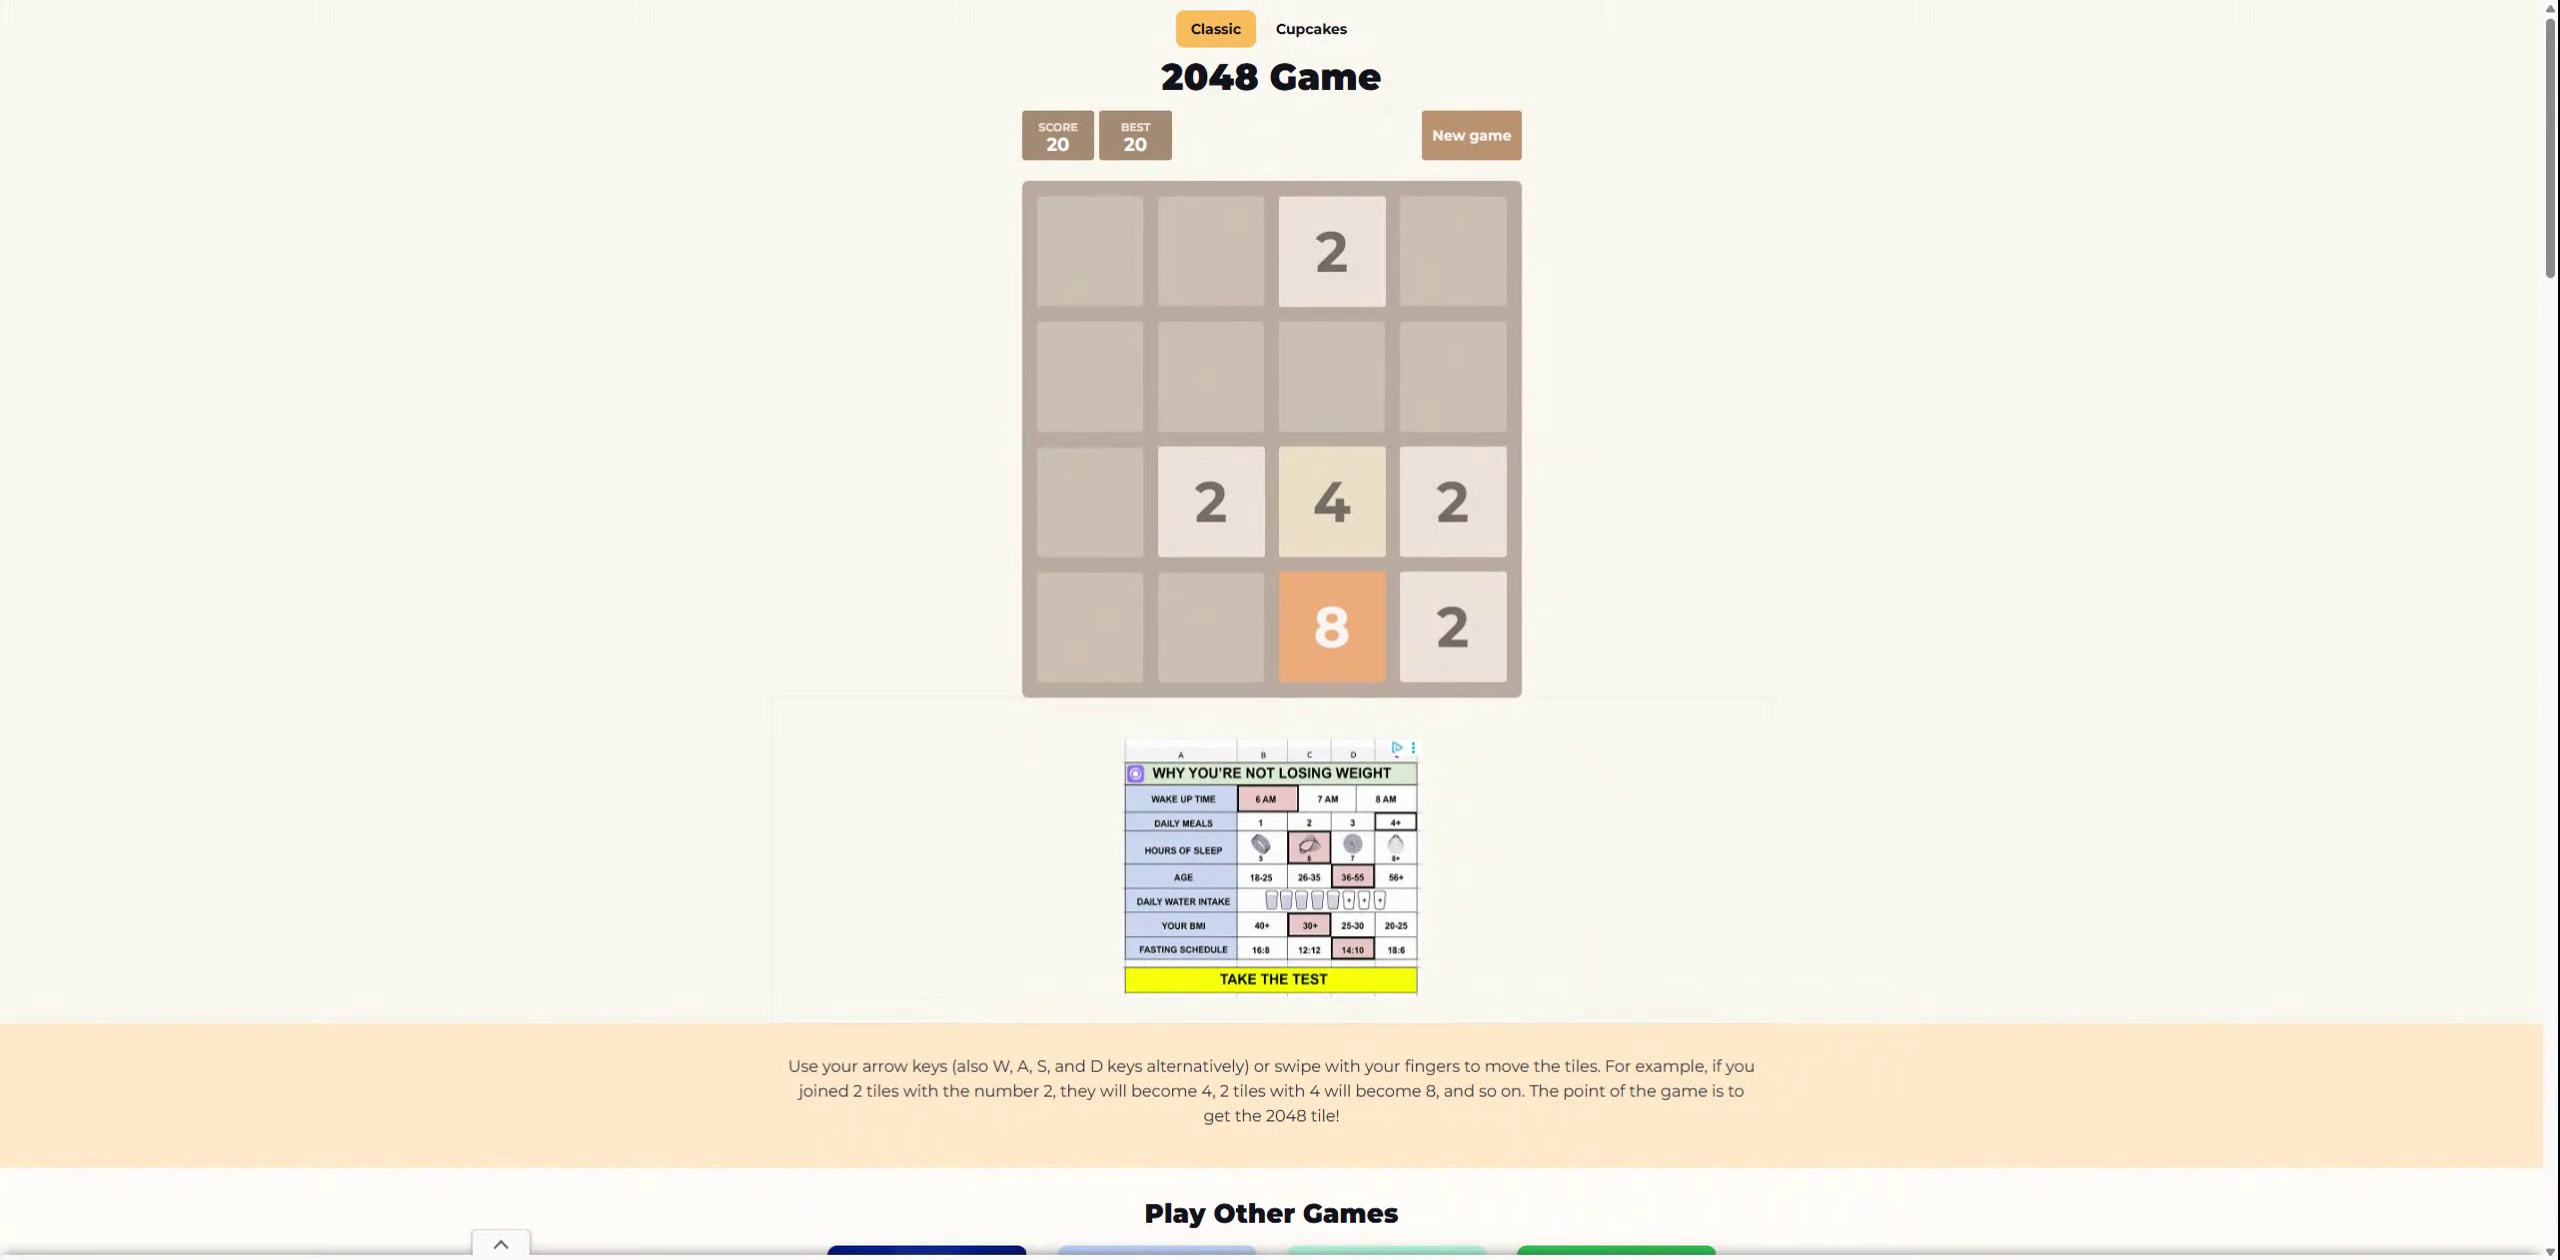 Classic Cupcakes
2048 Game
SCORE BEST
20 20
New game
2
2 4 2
8 2
A B C D
WHY YOU'RE NOT LOSING WEIGHT
WAKE UP TIME 6 AM 7 AM 8 AM
DAILY MEALS 1 2 3 4+
HOURS OF SLEEP 5 6 7 8+
AGE 18-25 26-35 36-55 56+
DAILY WATER INTAKE
YOUR BMI 40+ 30+ 25-30 20-25
FASTING SCHEDULE 16:8 12:12 14:10 18:6
TAKE THE TEST
Use your arrow keys (also W, A, S, and D keys alternatively) or swipe with your fingers to move the tiles. For example, if you
joined 2 tiles with the number 2, they will become 4, 2 tiles with 4 will become 8, and so on. The point of the game is to
get the 2048 tile!
Play Other Games